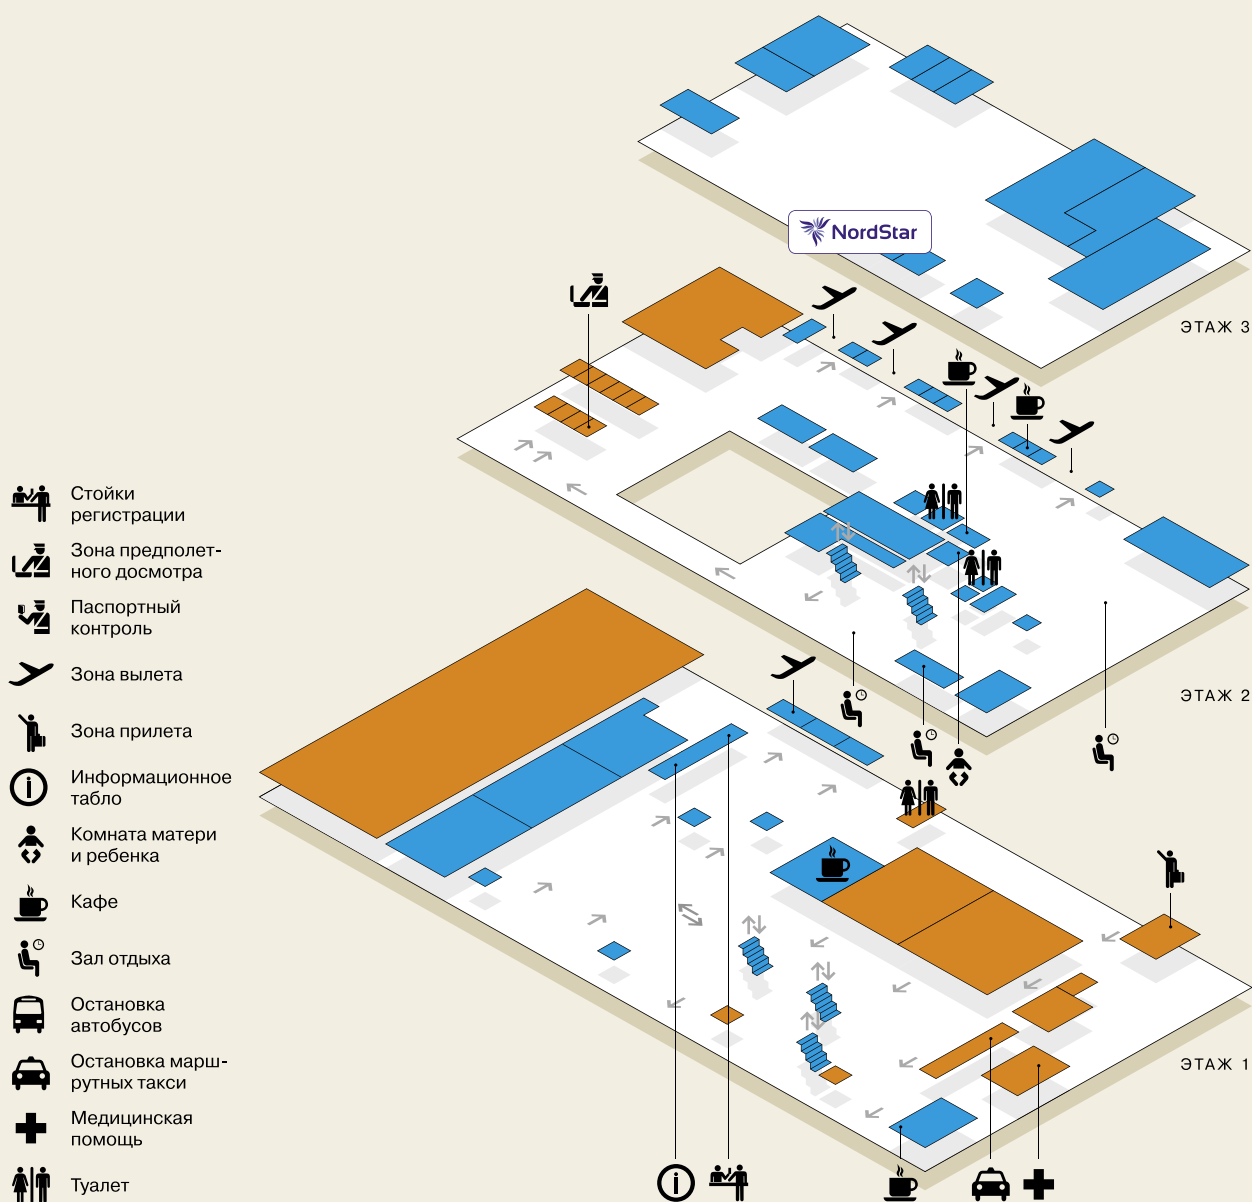 NordStar
ЭТАЖ 3
Стойки
регистрации
Зона предполет-
ного досмотра
Паспортный
контроль
Зона вылета
ЭТАЖ 2
Зона прилета
Информационное
табло
Комната матери
и ребенка
Кафе
Зал отдыха
Остановка
автобусов
Остановка марш-
рутных такси
ЭТАЖ 1
Медицинская
помощь
Туалет